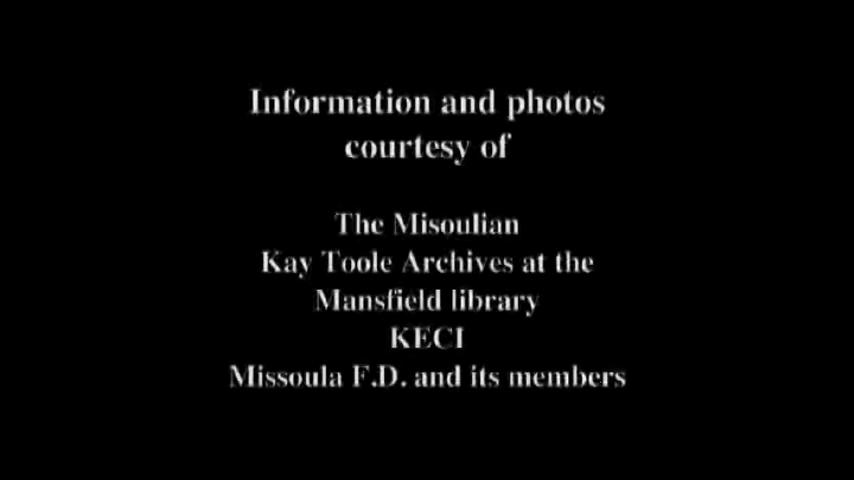 Information and photos
courtesy of
The Misoulian
Kay Toole Archives at the
Mansfield library
KECI
Missoula F.D. and its members